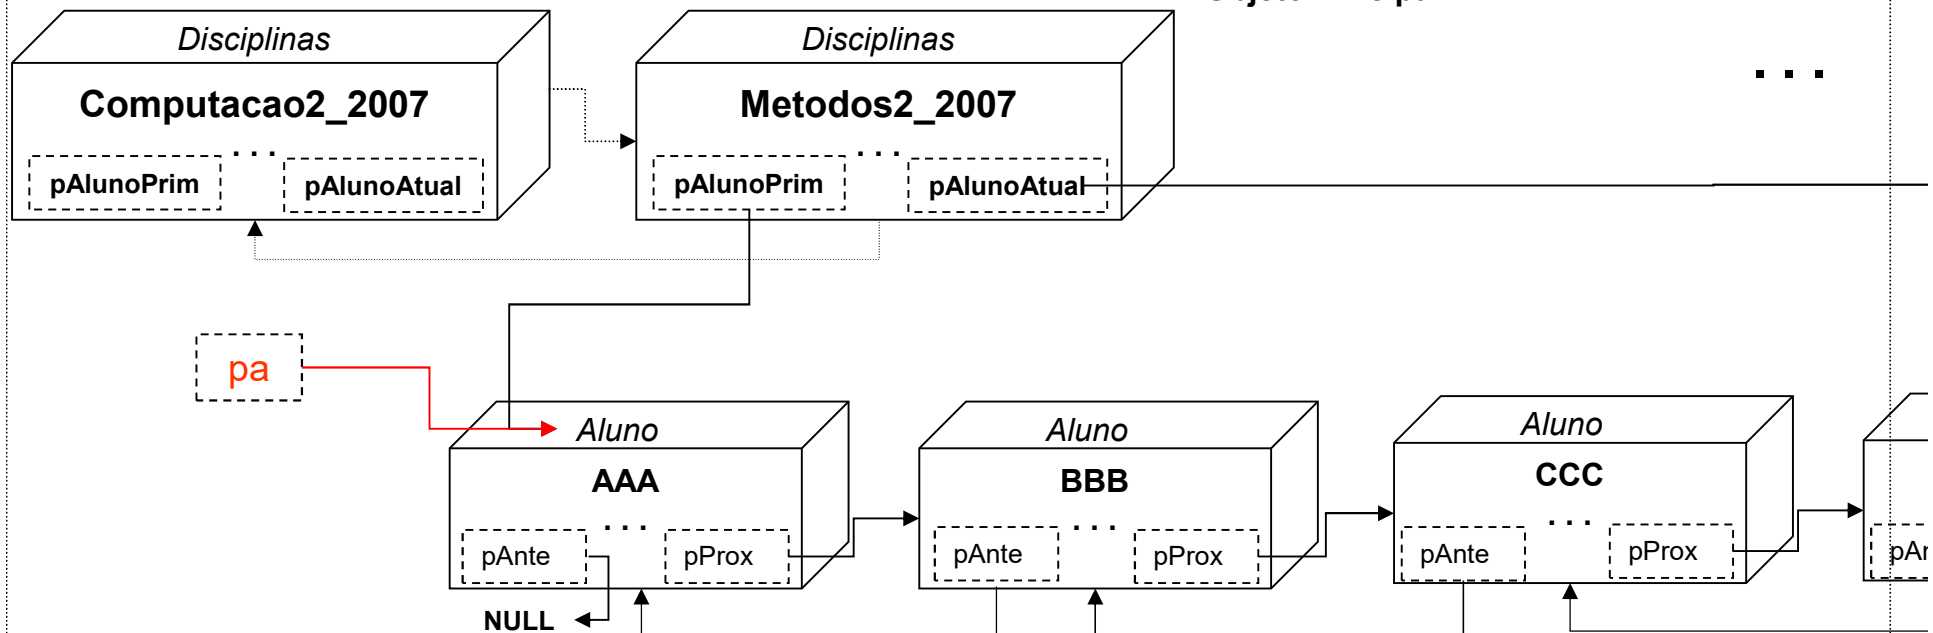 Disciplinas
Computacao2_2007
...
pAlunoPrim
pAlunoAtual
Disciplinas
Metodos2_2007
...
pAlunoPrim
pAlunoAtual
...
pa
Aluno
AAA
...
pAnte
pProx
NULL
Aluno
BBB
...
pAnte
pProx
Aluno
CCC
...
pAnte
pProx